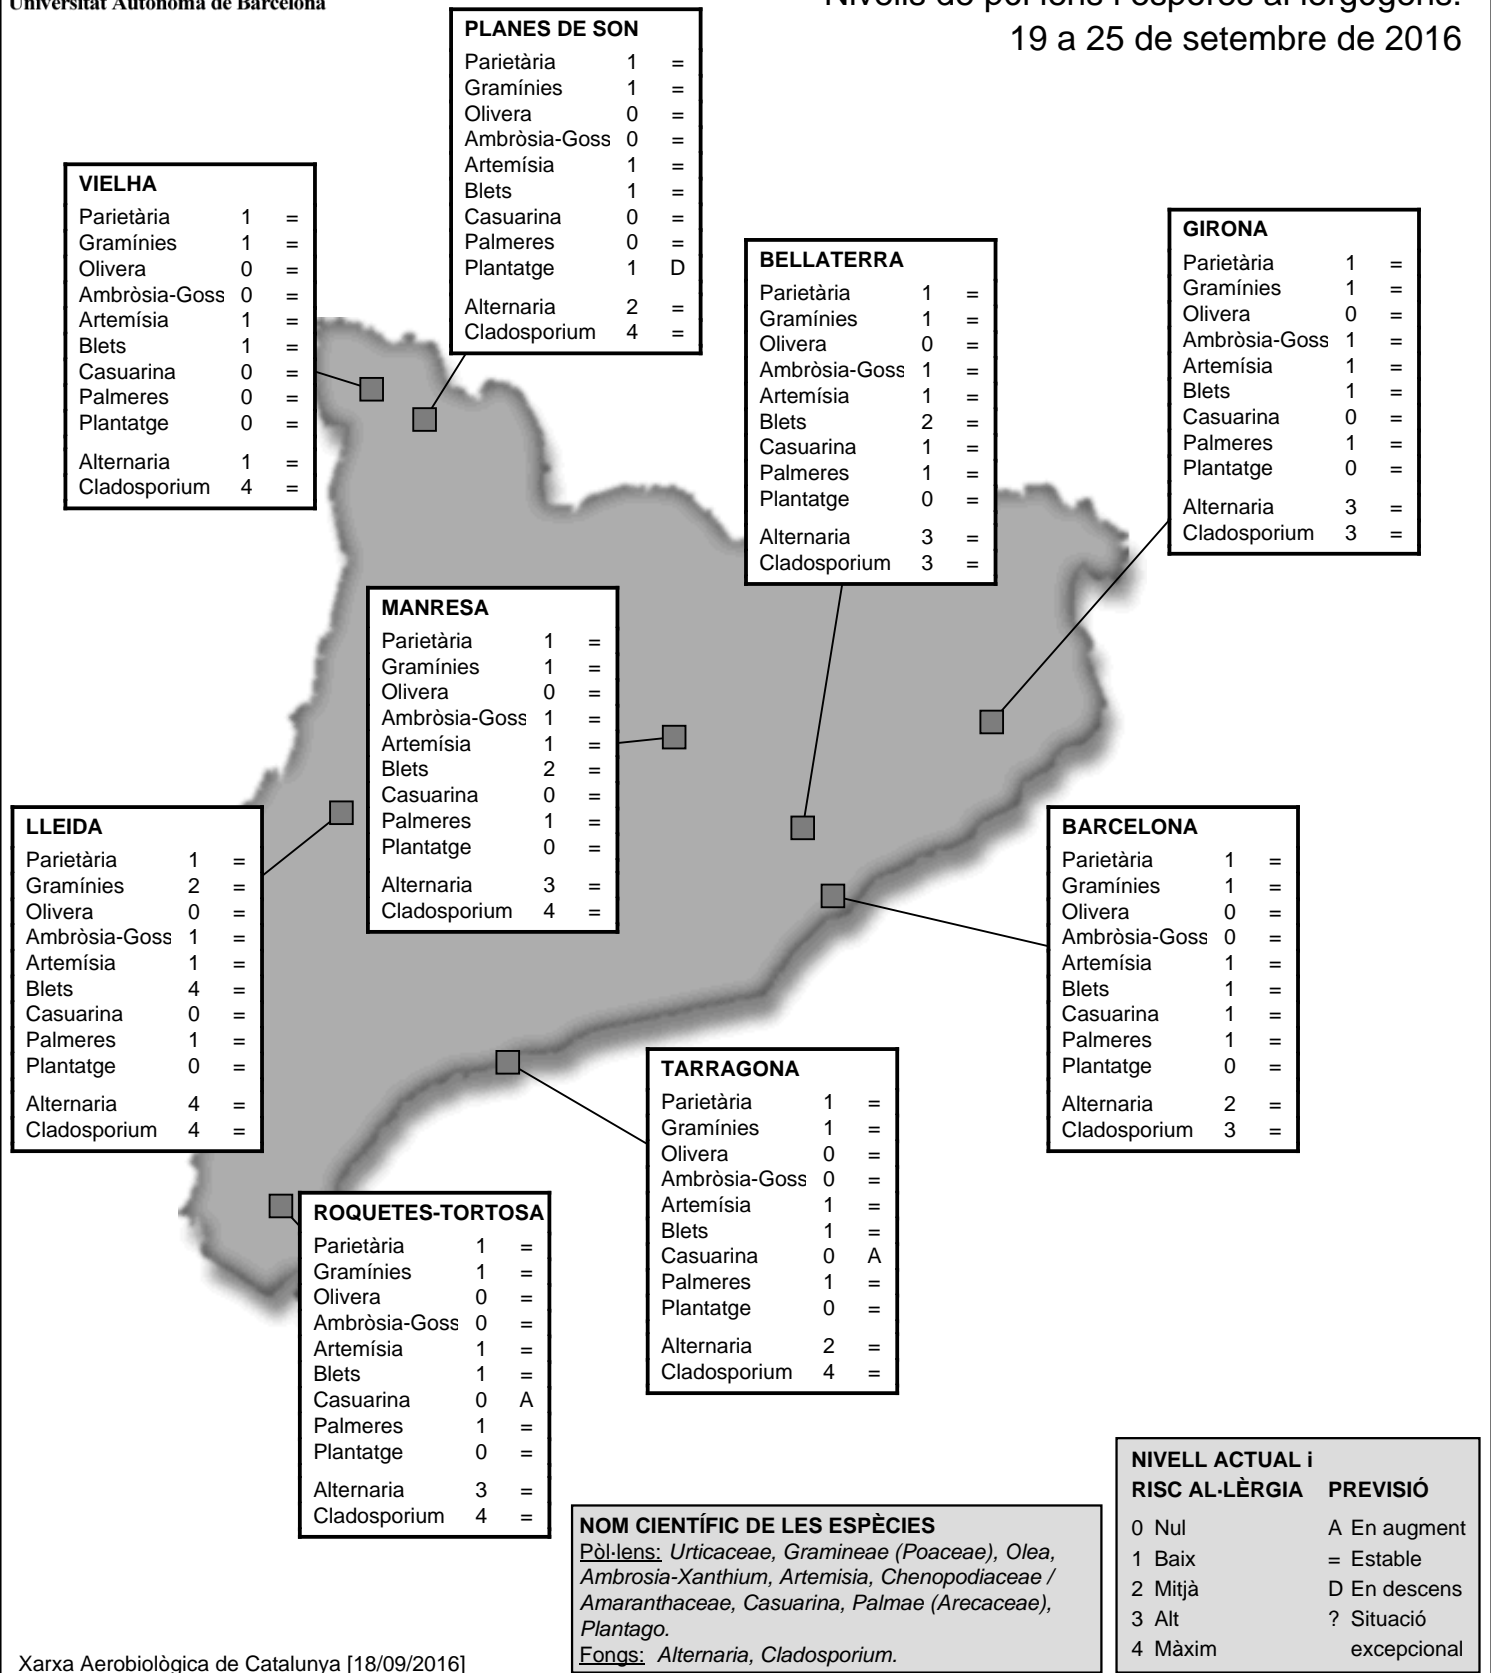 Universitat Autònoma de Barcelona
Nivells de pol·lens i espores al·lergògens.
19 a 25 de setembre de 2016
PLANES DE SON
Parietària 1 =
Gramínies 1 =
Olivera 0 =
Ambròsia-Goss 0 =
Artemísia 1 =
Blets 1 =
Casuarina 0 =
Palmeres 0 =
Plantatge 1 D
Alternaria 2 =
Cladosporium 4 =
VIELHA
Parietària 1 =
Gramínies 1 =
Olivera 0 =
Ambròsia-Goss 0 =
Artemísia 1 =
Blets 1 =
Casuarina 0 =
Palmeres 0 =
Plantatge 0 =
Alternaria 1 =
Cladosporium 4 =
GIRONA
Parietària 1 =
Gramínies 1 =
Olivera 0 =
Ambròsia-Goss 1 =
Artemísia 1 =
Blets 1 =
Casuarina 0 =
Palmeres 1 =
Plantatge 0 =
Alternaria 3 =
Cladosporium 3 =
BELLATERRA
Parietària 1 =
Gramínies 1 =
Olivera 0 =
Ambròsia-Goss 1 =
Artemísia 1 =
Blets 2 =
Casuarina 1 =
Palmeres 1 =
Plantatge 0 =
Alternaria 3 =
Cladosporium 3 =
MANRESA
Parietària 1 =
Gramínies 1 =
Olivera 0 =
Ambròsia-Goss 1 =
Artemísia 1 =
Blets 2 =
Casuarina 0 =
Palmeres 1 =
Plantatge 0 =
Alternaria 3 =
Cladosporium 4 =
LLEIDA
Parietària 1 =
Gramínies 2 =
Olivera 0 =
Ambròsia-Goss 1 =
Artemísia 1 =
Blets 4 =
Casuarina 0 =
Palmeres 1 =
Plantatge 0 =
Alternaria 4 =
Cladosporium 4 =
BARCELONA
Parietària 1 =
Gramínies 1 =
Olivera 0 =
Ambròsia-Goss 0 =
Artemísia 1 =
Blets 1 =
Casuarina 1 =
Palmeres 1 =
Plantatge 0 =
Alternaria 2 =
Cladosporium 3 =
TARRAGONA
Parietària 1 =
Gramínies 1 =
Olivera 0 =
Ambròsia-Goss 0 =
Artemísia 1 =
Blets 1 =
Casuarina 0 A
Palmeres 1 =
Plantatge 0 =
Alternaria 2 =
Cladosporium 4 =
ROQUETES-TORTOSA
Parietària 1 =
Gramínies 1 =
Olivera 0 =
Ambròsia-Goss 0 =
Artemísia 1 =
Blets 1 =
Casuarina 0 A
Palmeres 1 =
Plantatge 0 =
Alternaria 3 =
Cladosporium 4 =
NOM CIENTÍFIC DE LES ESPÈCIES
Pòl·lens: Urticaceae, Gramineae (Poaceae), Olea,
Ambrosia-Xanthium, Artemisia, Chenopodiaceae /
Amaranthaceae, Casuarina, Palmae (Arecaceae),
Plantago.
Fongs: Alternaria, Cladosporium.
NIVELL ACTUAL i
RISC AL·LÈRGIA PREVISIÓ
0 Nul A En augment
1 Baix = Estable
2 Mitjà D En descens
3 Alt ? Situació
4 Màxim excepcional
Xarxa Aerobiològica de Catalunya [18/09/2016]